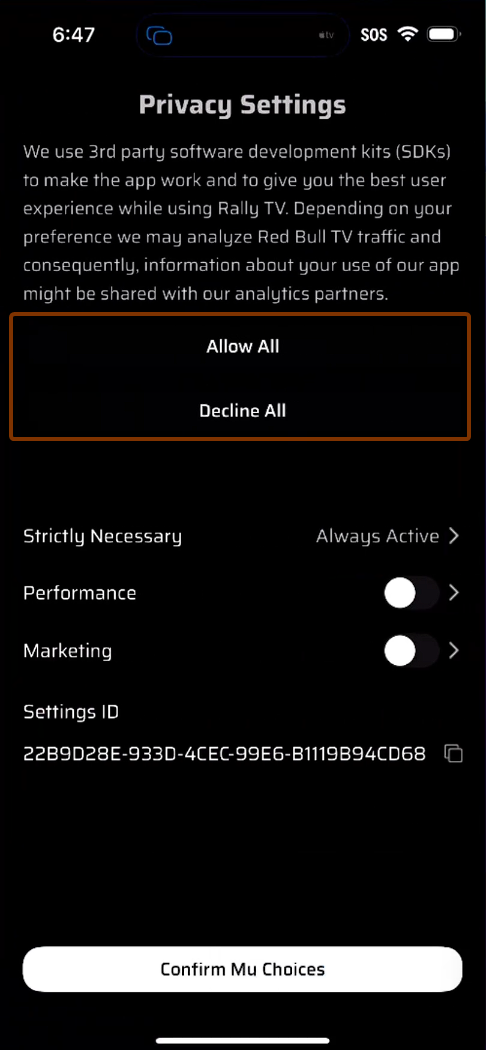 6:47
tv
SOS
Privacy Settings
We use 3rd party software development kits (SDKs)
to make the app work and to give you the best user
experience while using Rally TV. Depending on your
preference we may analyze Red Bull TV traffic and
consequently, information about your use of our app
might be shared with our analytics partners.
Allow All
Decline All
Strictly Necessary Always Active
Performance
Marketing
Settings ID
22B9D28E-933D-4CEC-99E6-B1119B94CD68
Confirm Mu Choices